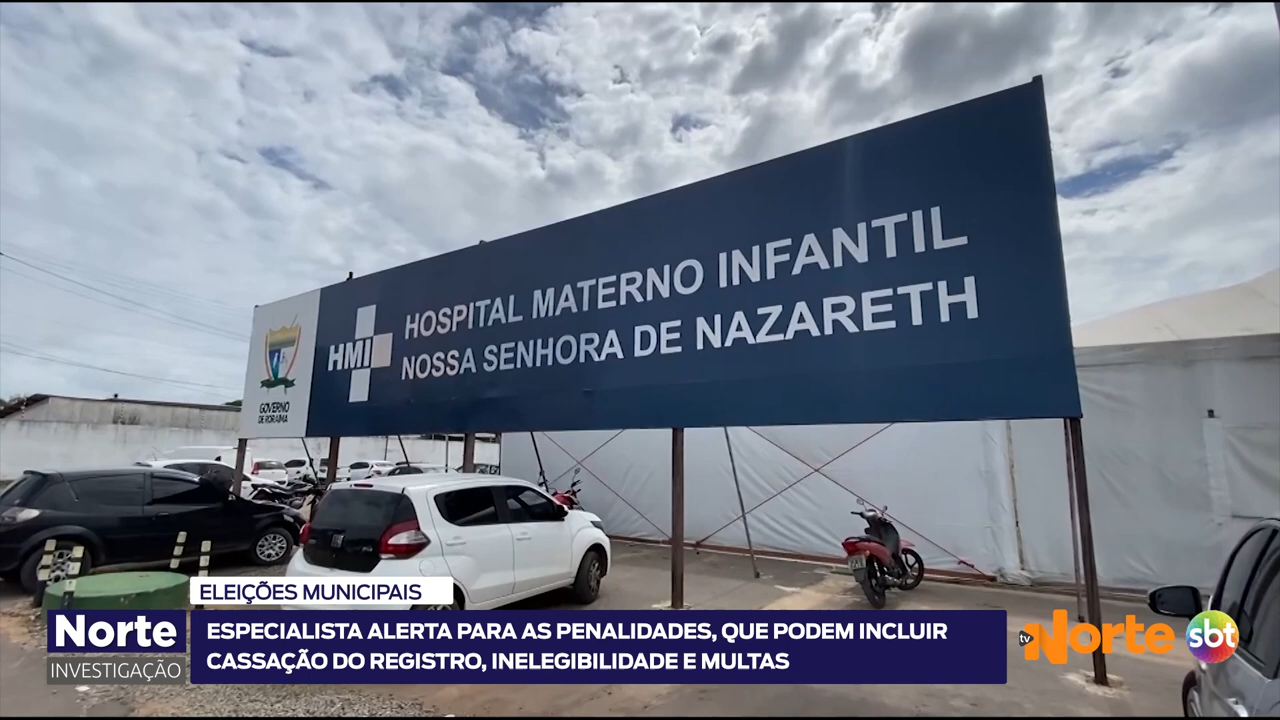 HOSPITAL MATERNO INFANTIL
NOSSA SENHORA DE NAZARETH
HMI
GOVERNO
DE RORAIMA
ELEIÇÕES MUNICIPAIS
Norte
INVESTIGAÇÃO
ESPECIALISTA ALERTA PARA AS PENALIDADES, QUE PODEM INCLUIR
CASSAÇÃO DO REGISTRO, INELEGIBILIDADE E MULTAS
tv Norte sbt